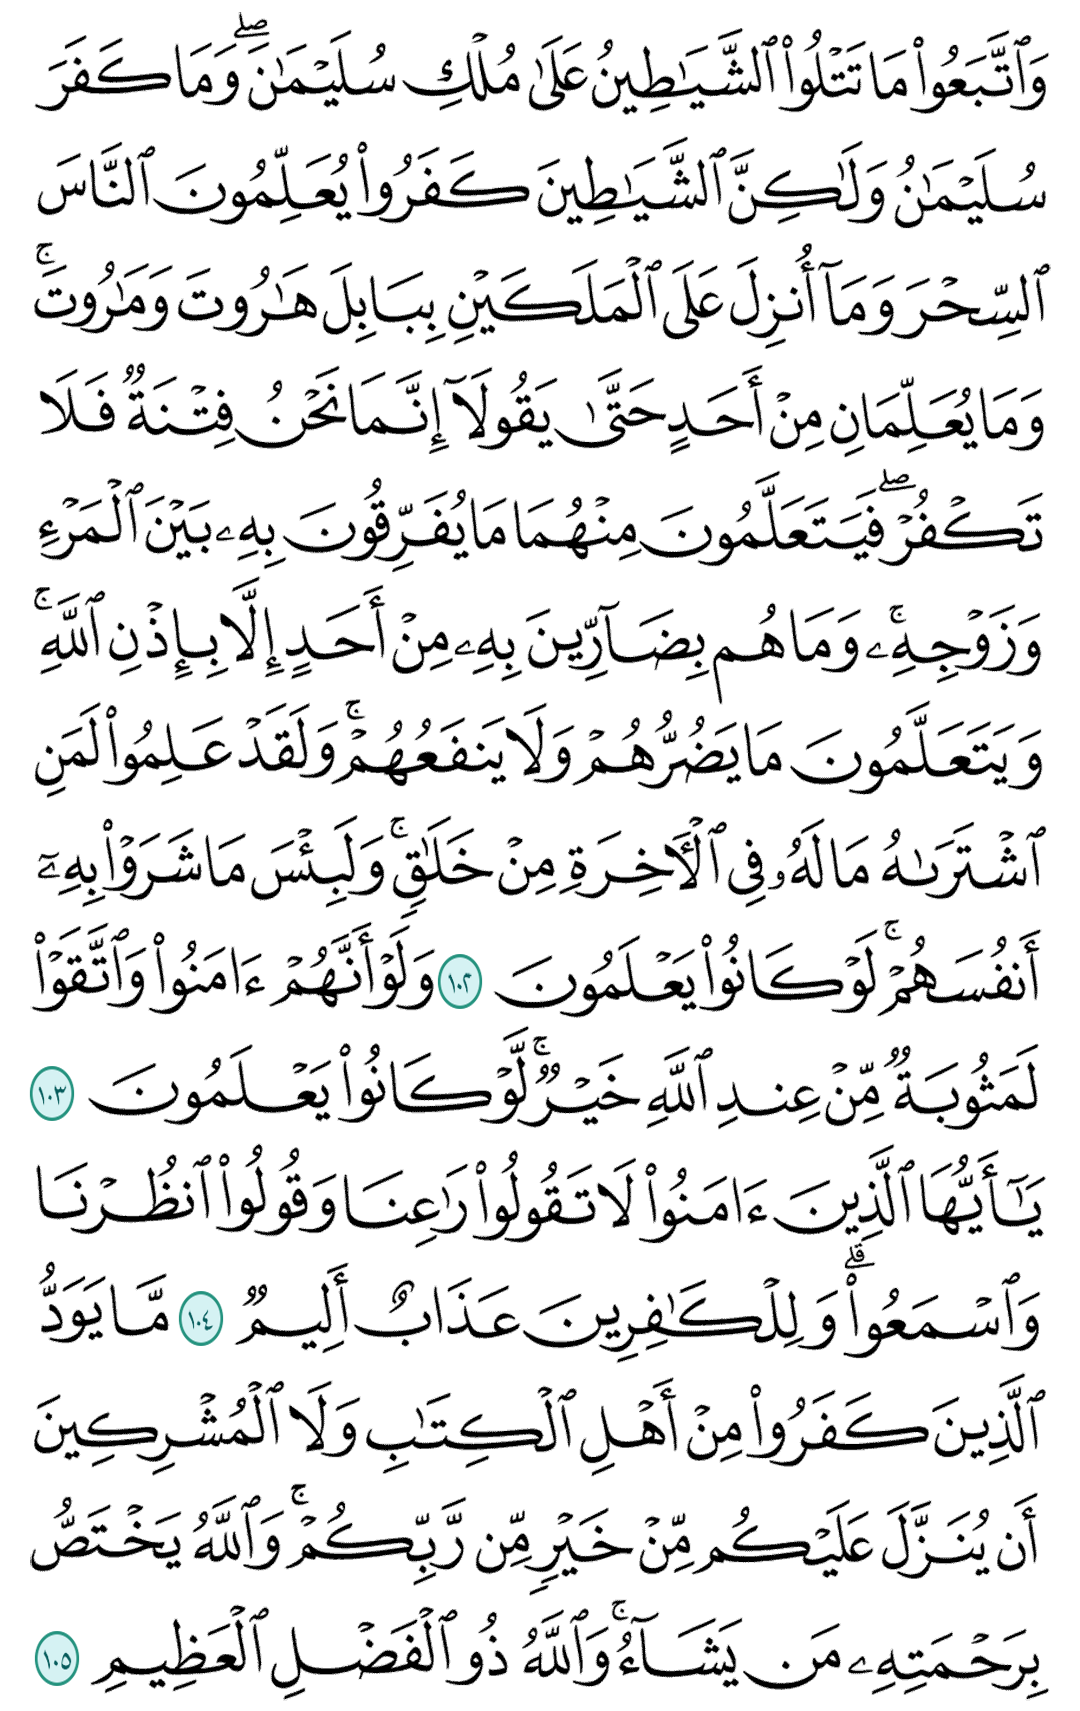 وَٱتَّبَعُوا۟ مَا تَتْلُوا۟ ٱلشَّيَـٰطِينُ عَلَىٰ مُلْكِ سُلَيْمَـٰنَ ۖ وَمَا كَفَرَ
سُلَيْمَـٰنُ وَلَـٰكِنَّ ٱلشَّيَـٰطِينَ كَفَرُوا۟ يُعَلِّمُونَ ٱلنَّاسَ
ٱلسِّحْرَ وَمَآ أُنزِلَ عَلَى ٱلْمَلَكَيْنِ بِبَابِلَ هَـٰرُوتَ وَمَـٰرُوتَ ۚ
وَمَا يُعَلِّمَانِ مِنْ أَحَدٍ حَتَّىٰ يَقُولَآ إِنَّمَا نَحْنُ فِتْنَةٌ فَلَا
تَكْفُرْ ۖ فَيَتَعَلَّمُونَ مِنْهُمَا مَا يُفَرِّقُونَ بِهِۦ بَيْنَ ٱلْمَرْءِ
وَزَوْجِهِۦ ۚ وَمَا هُم بِضَآرِّينَ بِهِۦ مِنْ أَحَدٍ إِلَّا بِإِذْنِ ٱللَّهِ ۚ
وَيَتَعَلَّمُونَ مَا يَضُرُّهُمْ وَلَا يَنفَعُهُمْ ۚ وَلَقَدْ عَلِمُوا۟ لَمَنِ
ٱشْتَرَىٰهُ مَا لَهُۥ فِى ٱلْـَٔاخِرَةِ مِنْ خَلَـٰقٍ ۚ وَلَبِئْسَ مَا شَرَوْا۟ بِهِۦٓ
أَنفُسَهُمْ ۚ لَوْ كَانُوا۟ يَعْلَمُونَ ١٠٢ وَلَوْ أَنَّهُمْ ءَامَنُوا۟ وَٱتَّقَوْا۟
لَمَثُوبَةٌ مِّنْ عِندِ ٱللَّهِ خَيْرٌ ۚ لَّوْ كَانُوا۟ يَعْلَمُونَ ١٠٣
يَـٰٓأَيُّهَا ٱلَّذِينَ ءَامَنُوا۟ لَا تَقُولُوا۟ رَٰعِنَا وَقُولُوا۟ ٱنظُرْنَا
وَٱسْمَعُوا۟ ۗ وَلِلْكَـٰفِرِينَ عَذَابٌ أَلِيمٌ ١٠٤ مَّا يَوَدُّ
ٱلَّذِينَ كَفَرُوا۟ مِنْ أَهْلِ ٱلْكِتَـٰبِ وَلَا ٱلْمُشْرِكِينَ
أَن يُنَزَّلَ عَلَيْكُم مِّنْ خَيْرٍ مِّن رَّبِّكُمْ ۚ وَٱللَّهُ يَخْتَصُّ
بِرَحْمَتِهِۦ مَن يَشَآءُ ۚ وَٱللَّهُ ذُو ٱلْفَضْلِ ٱلْعَظِيمِ ١٠٥